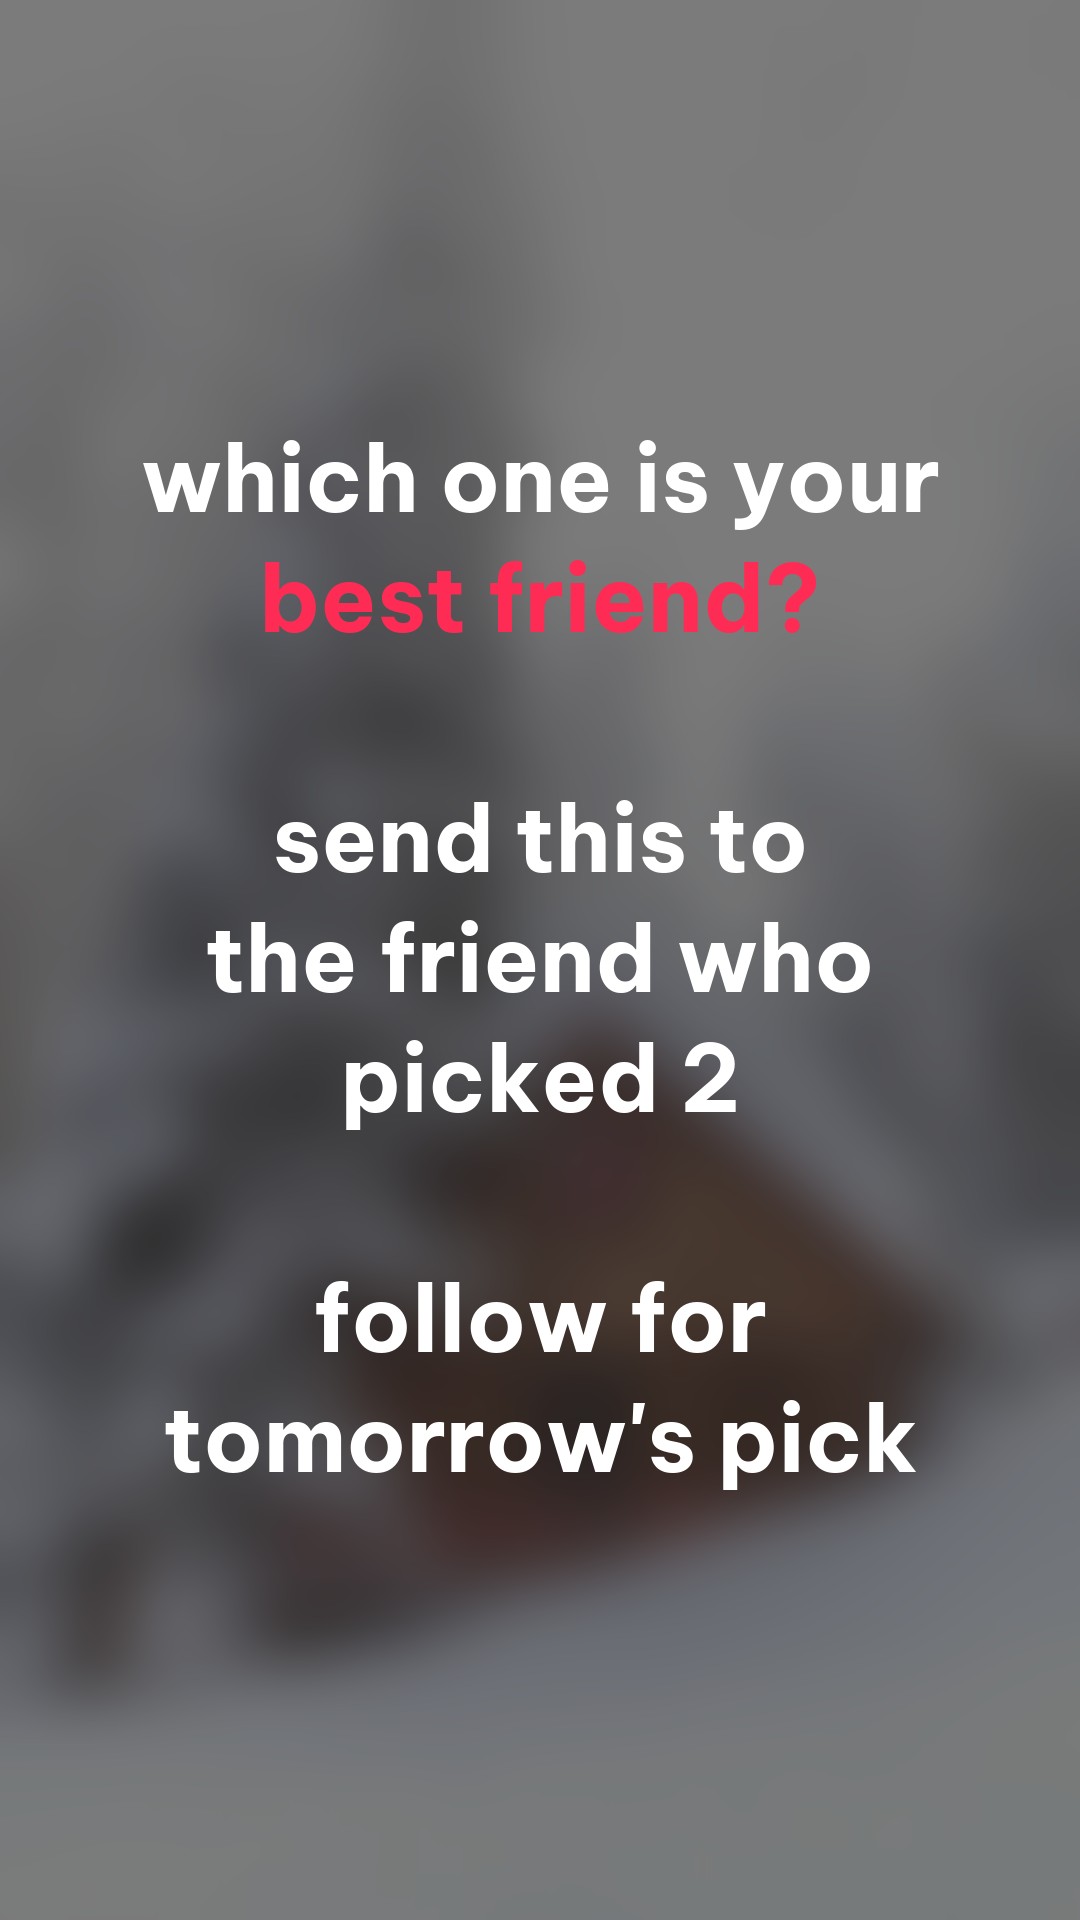 which one is your
best friend?
send this to
the friend who
picked 2
follow for
tomorrow's pick